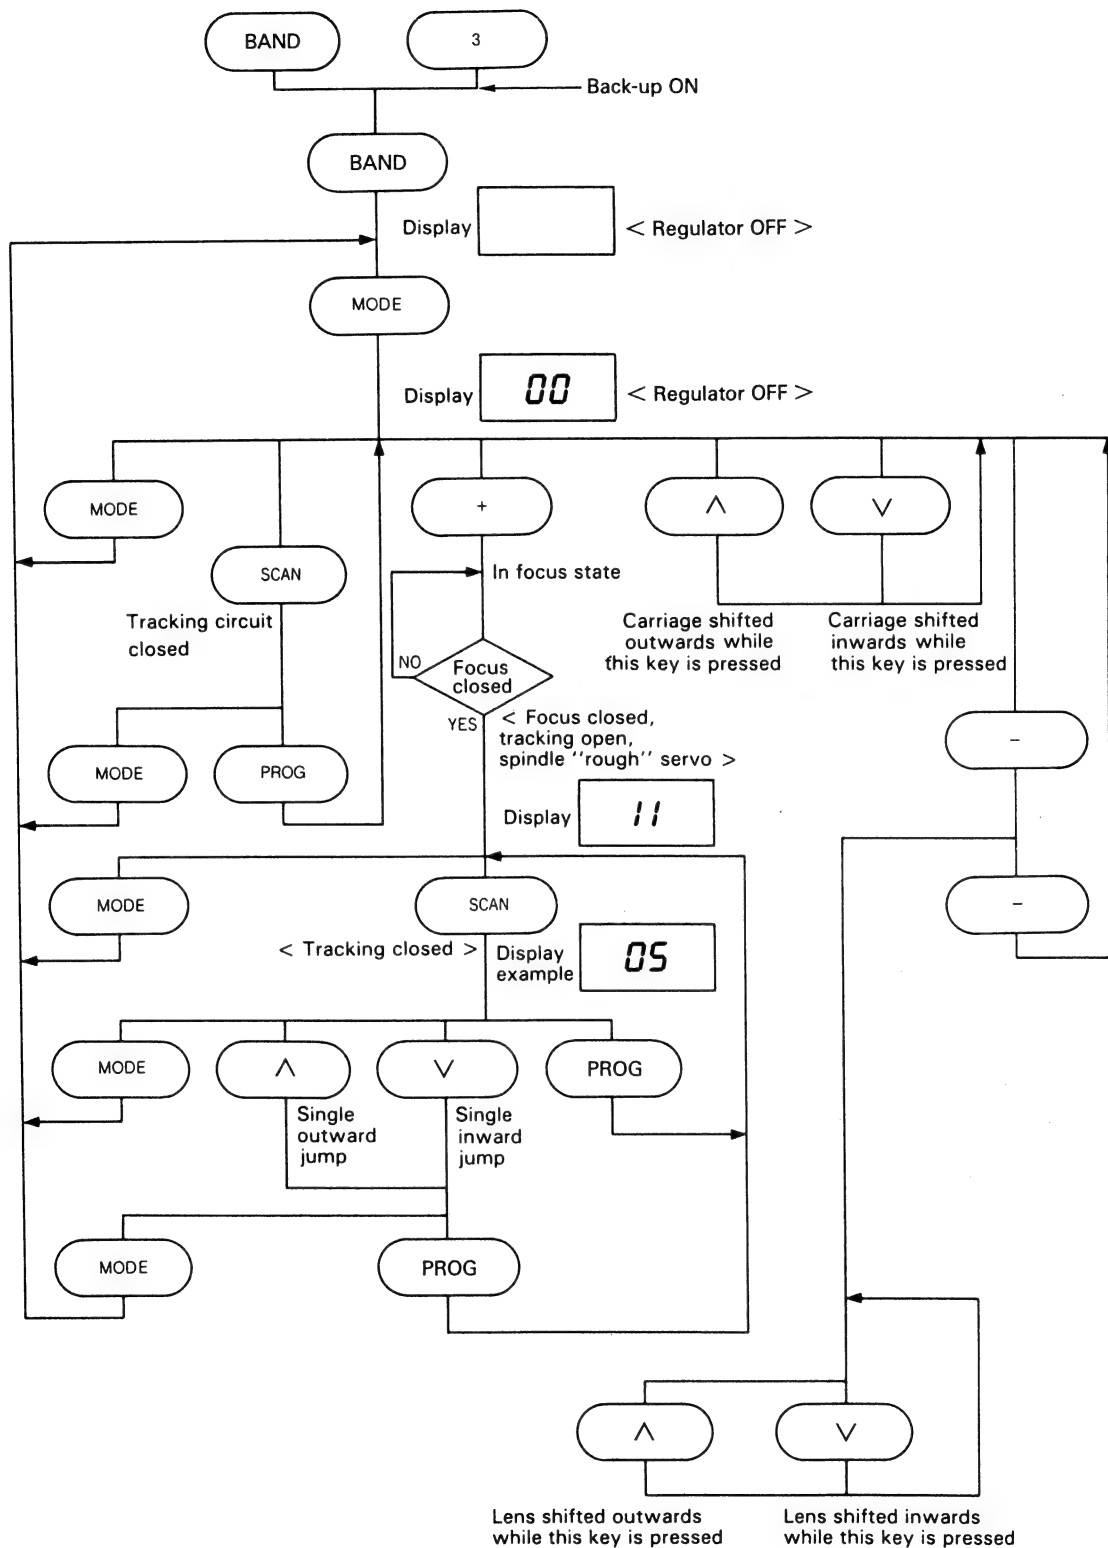 BAND
3
Back-up ON
BAND
Display
< Regulator OFF >
MODE
Display
00
< Regulator OFF >
MODE
+
∧
∨
SCAN
In focus state
Tracking circuit
closed
Carriage shifted
outwards while
this key is pressed
Carriage shifted
inwards while
this key is pressed
NO
Focus
closed
YES
< Focus closed,
tracking open,
spindle "rough" servo >
−
MODE
PROG
Display
11
MODE
SCAN
−
< Tracking closed >
Display
example
05
MODE
∧
∨
PROG
Single
outward
jump
Single
inward
jump
MODE
PROG
∧
∨
Lens shifted outwards
while this key is pressed
Lens shifted inwards
while this key is pressed